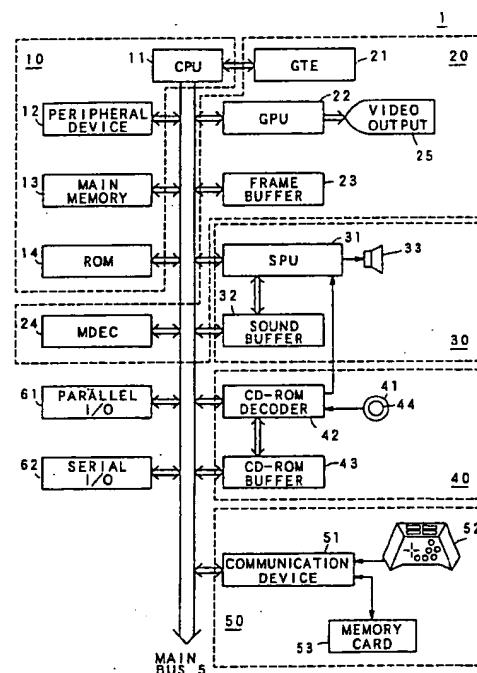 1
10
11
CPU
GTE
21
20
12
PERIPHERAL
DEVICE
22
GPU
VIDEO
OUTPUT
25
13
MAIN
MEMORY
FRAME
BUFFER
23
14
ROM
31
SPU
33
32
24
MDEC
SOUND
BUFFER
30
61
PARALLEL
I/O
CD-ROM
DECODER
41
44
42
62
SERIAL
I/O
CD-ROM
BUFFER
43
40
51
COMMUNICATION
DEVICE
52
50
53
MEMORY
CARD
MAIN
BUS 5